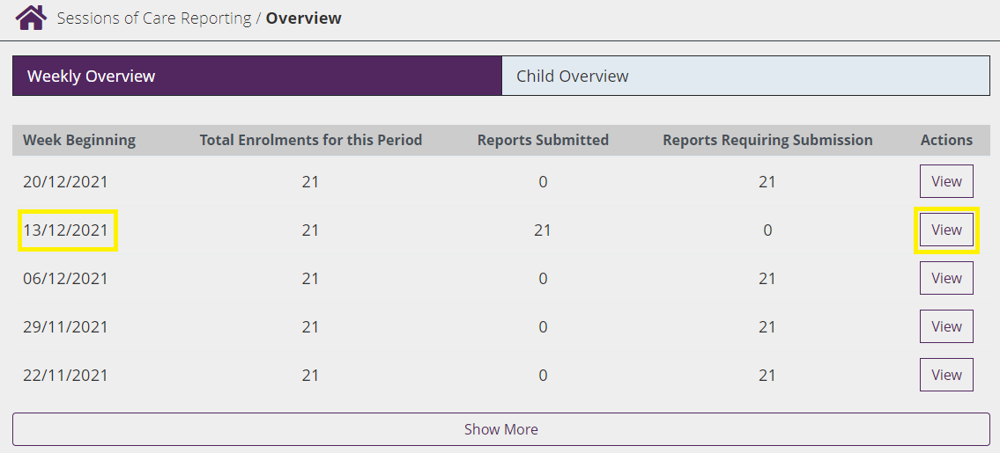 Sessions of Care Reporting / Overview
Weekly Overview Child Overview
Week Beginning Total Enrolments for this Period Reports Submitted Reports Requiring Submission Actions
20/12/2021 21 0 21 View
13/12/2021 21 21 0 View
06/12/2021 21 0 21 View
29/11/2021 21 0 21 View
22/11/2021 21 0 21 View
Show More